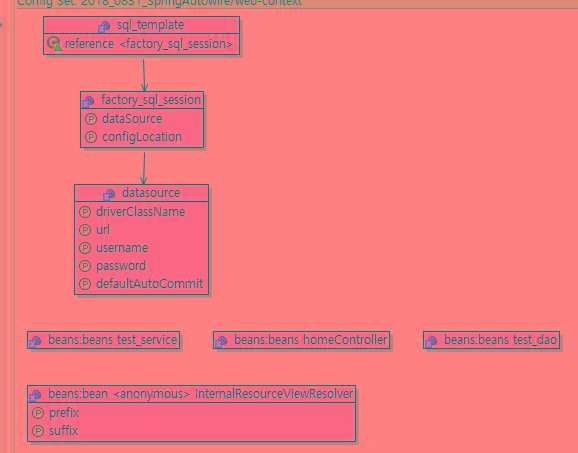 Config Set: 2018_0831_SpringAutowire/web-context
sql_template
reference <factory_sql_session>
factory_sql_session
dataSource
configLocation
datasource
driverClassName
url
username
password
defaultAutoCommit
beans:beans test_service
beans:beans homeController
beans:beans test_dao
beans:bean <anonymous> InternalResourceViewResolver
prefix
suffix